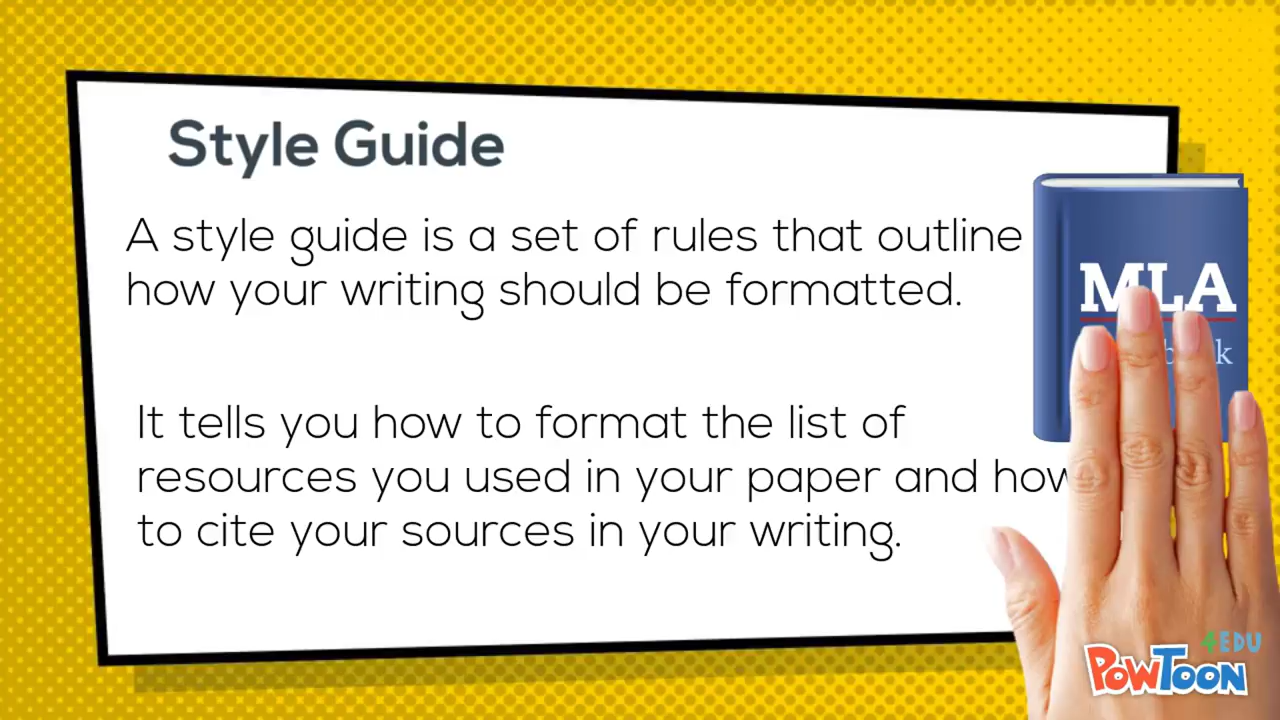 Style Guide
A style guide is a set of rules that outline
how your writing should be formatted.
MLA
It tells you how to format the list of
resources you used in your paper and how
to cite your sources in your writing.
4EDU
POWTOON